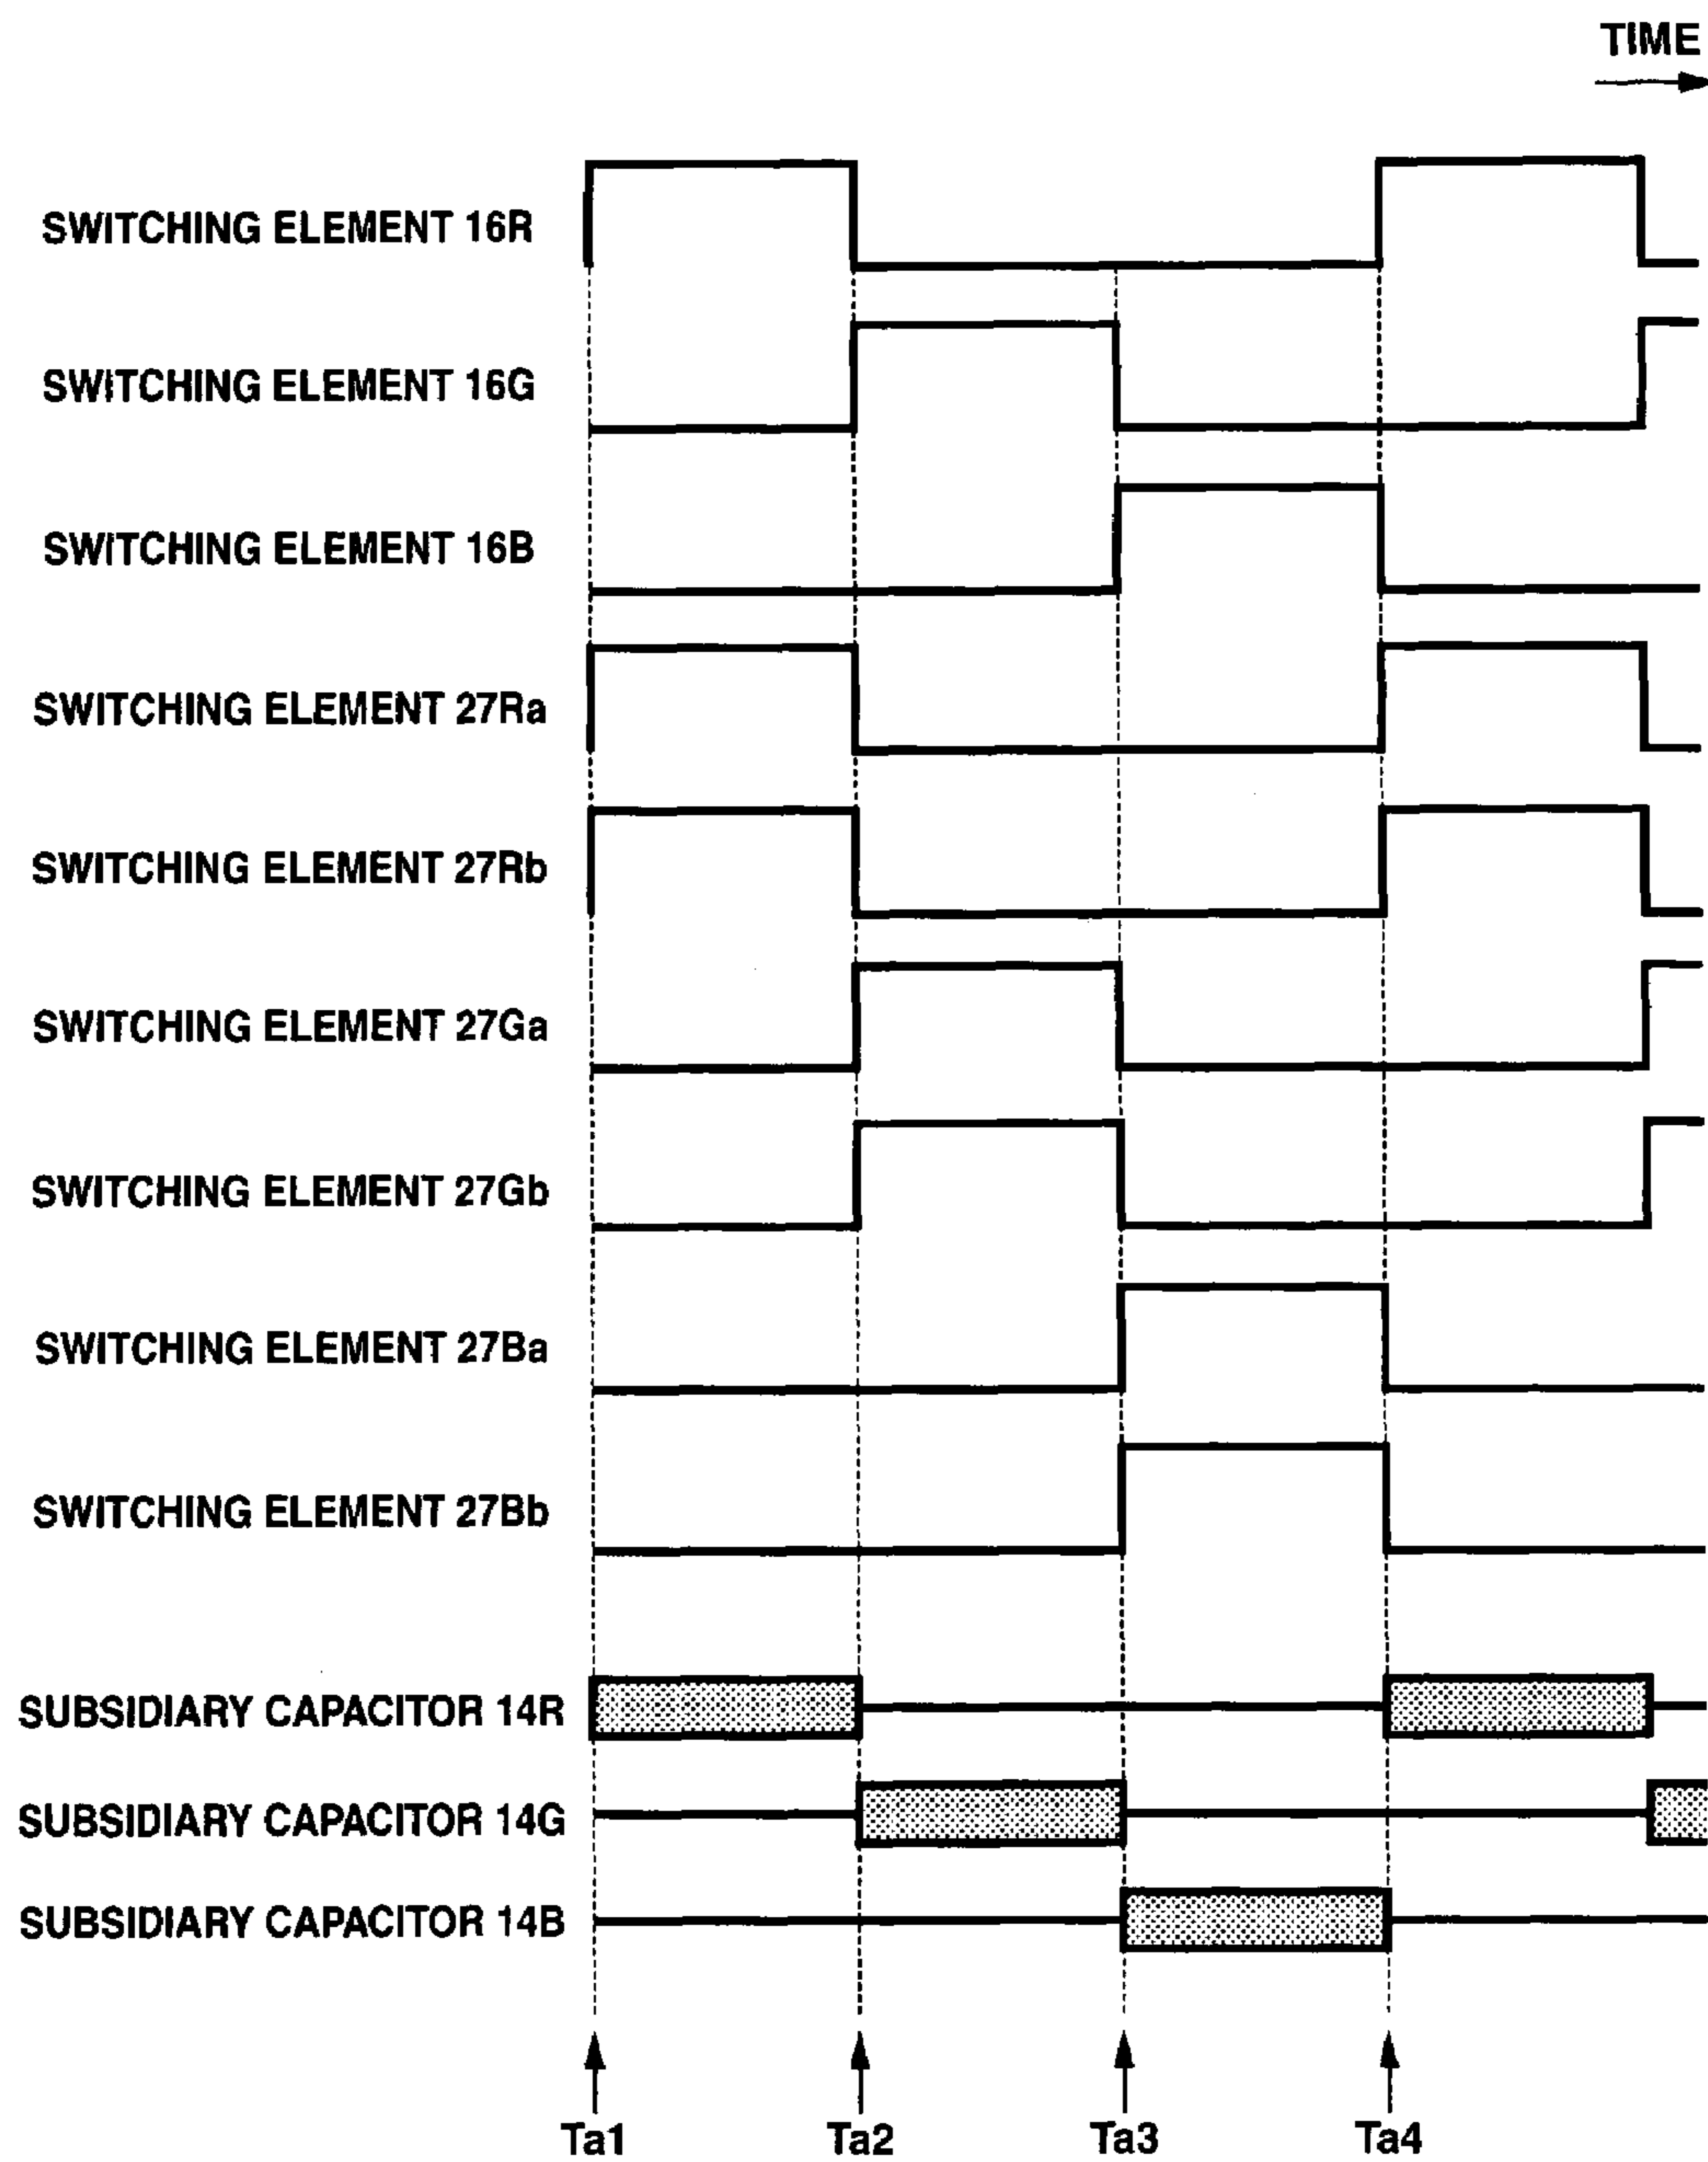 TIME
SWITCHING ELEMENT 16R
SWITCHING ELEMENT 16G
SWITCHING ELEMENT 16B
SWITCHING ELEMENT 27Ra
SWITCHING ELEMENT 27Rb
SWITCHING ELEMENT 27Ga
SWITCHING ELEMENT 27Gb
SWITCHING ELEMENT 27Ba
SWITCHING ELEMENT 27Bb
SUBSIDIARY CAPACITOR 14R
SUBSIDIARY CAPACITOR 14G
SUBSIDIARY CAPACITOR 14B
Ta1 Ta2 Ta3 Ta4